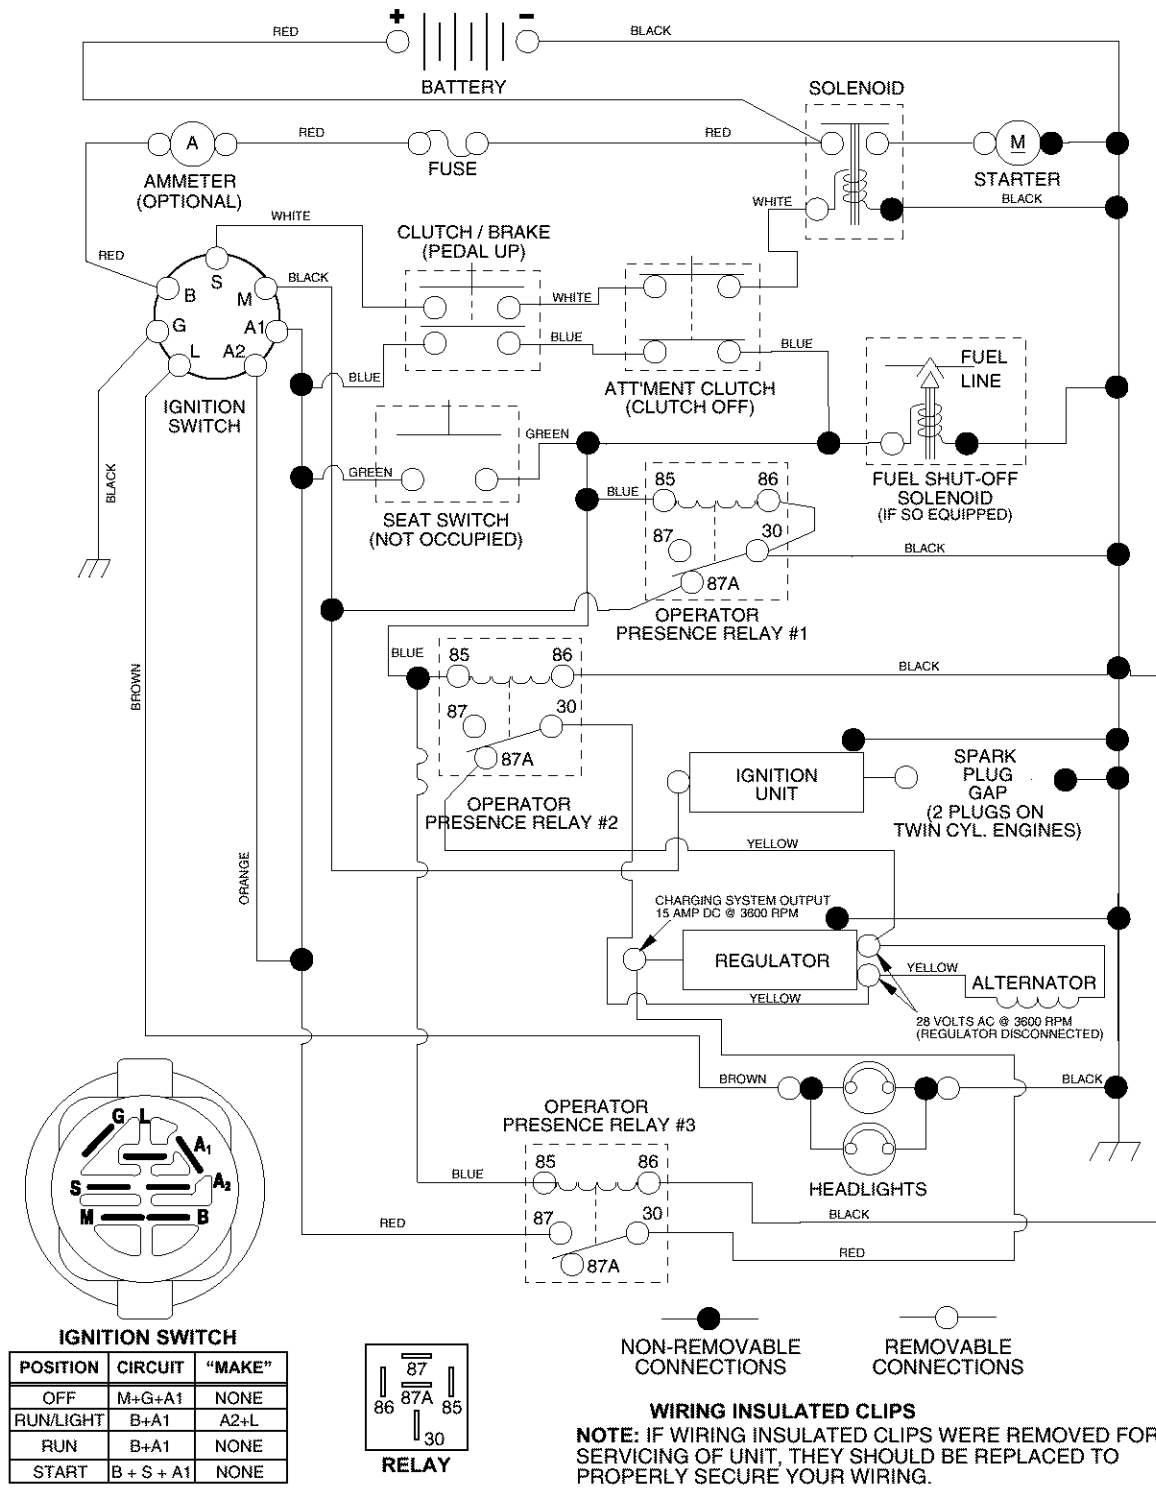 + -
RED
BLACK
BATTERY
SOLENOID
A
RED
RED
M
FUSE
AMMETER
(OPTIONAL)
STARTER
WHITE
BLACK
WHITE
CLUTCH / BRAKE
(PEDAL UP)
RED
S
BLACK
B
M
WHITE
G
A1
L
A2
BLUE
BLUE
BLUE
FUEL
LINE
IGNITION
SWITCH
ATT'MENT CLUTCH
(CLUTCH OFF)
GREEN
GREEN
BLACK
85
86
FUEL SHUT-OFF
SOLENOID
(IF SO EQUIPPED)
BLUE
SEAT SWITCH
(NOT OCCUPIED)
87
30
BLACK
87A
OPERATOR
PRESENCE RELAY #1
BROWN
BLUE
85
86
BLACK
87
30
87A
IGNITION
UNIT
SPARK
PLUG
GAP
(2 PLUGS ON
TWIN CYL. ENGINES)
OPERATOR
PRESENCE RELAY #2
YELLOW
ORANGE
CHARGING SYSTEM OUTPUT
15 AMP DC @ 3600 RPM
REGULATOR
YELLOW
ALTERNATOR
YELLOW
28 VOLTS AC @ 3600 RPM
(REGULATOR DISCONNECTED)
BROWN
BLACK
OPERATOR
PRESENCE RELAY #3
G L
A1
S
A2
M
B
BLUE
85
86
HEADLIGHTS
RED
87
30
BLACK
87A
RED
IGNITION SWITCH
POSITION CIRCUIT "MAKE"
OFF M+G+A1 NONE
RUN/LIGHT B+A1 A2+L
RUN B+A1 NONE
START B + S + A1 NONE
87
87A
86
85
30
RELAY
NON-REMOVABLE
CONNECTIONS
REMOVABLE
CONNECTIONS
WIRING INSULATED CLIPS
NOTE: IF WIRING INSULATED CLIPS WERE REMOVED FOR
SERVICING OF UNIT, THEY SHOULD BE REPLACED TO
PROPERLY SECURE YOUR WIRING.